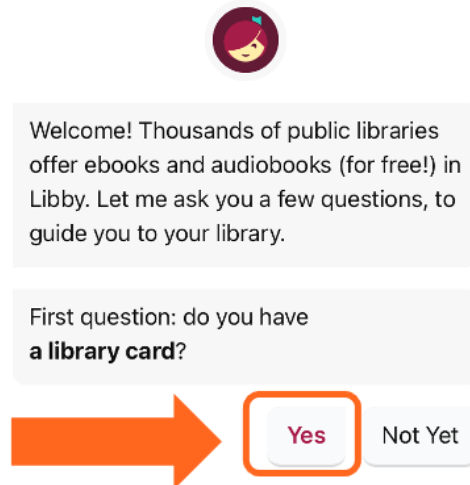 Welcome! Thousands of public libraries
offer ebooks and audiobooks (for free!) in
Libby. Let me ask you a few questions, to
guide you to your library.
First question: do you have
a library card?
Yes Not Yet